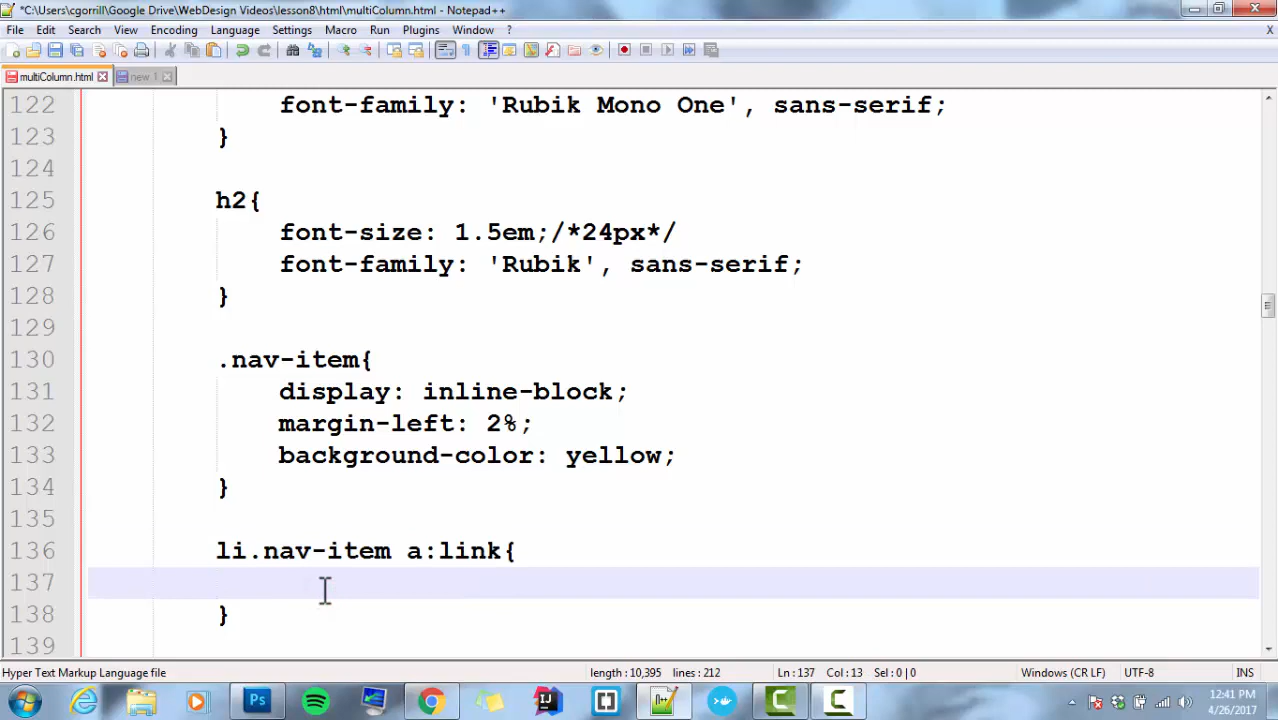 *C:\Users\cgorrill\Google Drive\WebDesign Videos\lesson8\html\multiColumn.html - Notepad++
File Edit Search View Encoding Language Settings Macro Run Plugins Window ? X
multiColumn.html new 1
122 font-family: 'Rubik Mono One', sans-serif;
123 }
124
125 h2{
126 font-size: 1.5em;/*24px*/
127 font-family: 'Rubik', sans-serif;
128 }
129
130 .nav-item{
131 display: inline-block;
132 margin-left: 2%;
133 background-color: yellow;
134 }
135
136 li.nav-item a:link{
137
138 }
139
Hyper Text Markup Language file length : 10,395 lines : 212 Ln : 137 Col : 13 Sel : 0 | 0 Windows (CR LF) UTF-8 INS
Ps IJ 12:41 PM
4/26/2017